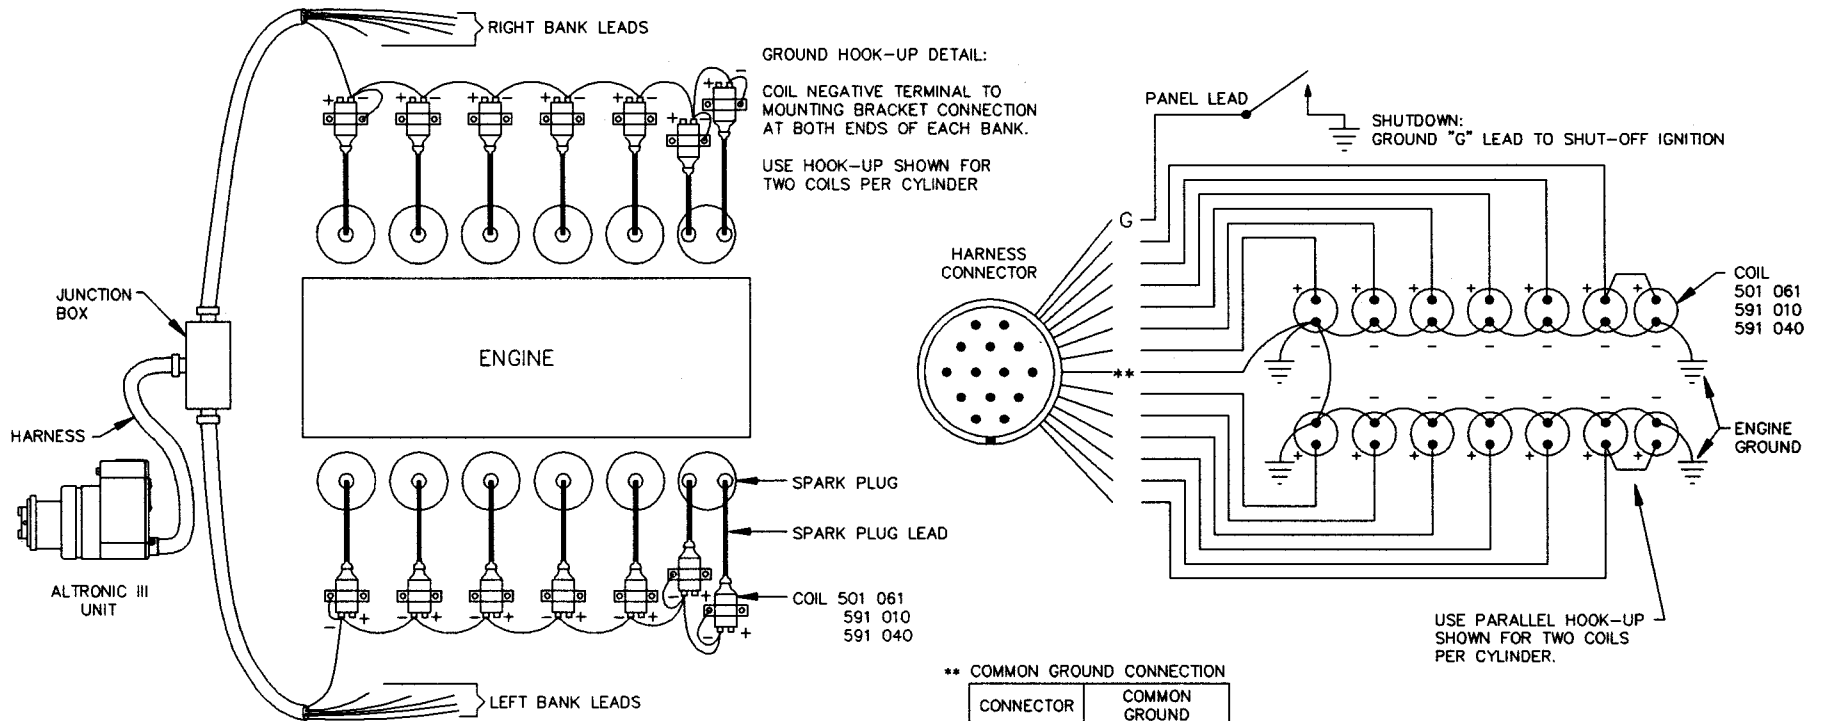 RIGHT BANK LEADS
GROUND HOOK-UP DETAIL:
COIL NEGATIVE TERMINAL TO
MOUNTING BRACKET CONNECTION
AT BOTH ENDS OF EACH BANK.
USE HOOK-UP SHOWN FOR
TWO COILS PER CYLINDER
JUNCTION
BOX
ENGINE
HARNESS
ALTRONIC III
UNIT
SPARK PLUG
SPARK PLUG LEAD
COIL 501 061
591 010
591 040
LEFT BANK LEADS
PANEL LEAD
SHUTDOWN:
GROUND "G" LEAD TO SHUT-OFF IGNITION
G
HARNESS
CONNECTOR
**
COIL
501 061
591 010
591 040
ENGINE
GROUND
USE PARALLEL HOOK-UP
SHOWN FOR TWO COILS
PER CYLINDER.
** COMMON GROUND CONNECTION
CONNECTOR
COMMON
GROUND